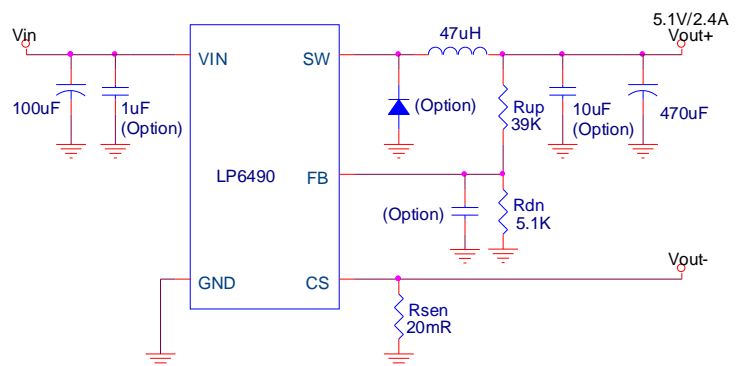 5.1V/2.4A
Vin
47uH
Vout+
VIN
SW
100uF
1uF
(Option)
(Option)
Rup
39K
10uF
(Option)
470uF
LP6490
FB
(Option)
Rdn
5.1K
Vout-
GND
CS
Rsen
20mR